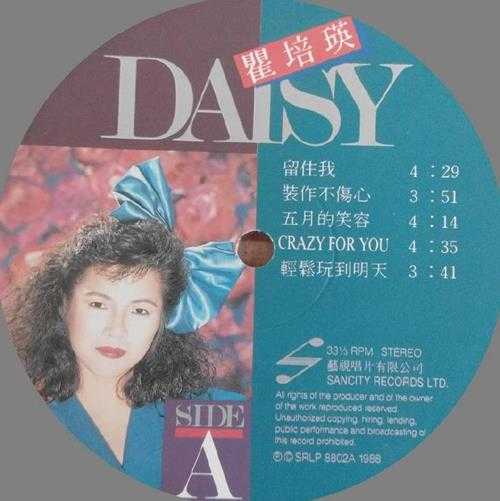 瞿培瑛
DAISY
留住我 4:29
裝作不傷心 3:51
五月的笑容 4:14
CRAZY FOR YOU 4:35
輕鬆玩到明天 3:41
33⅓ RPM STEREO
藝視唱片有限公司
SANCITY RECORDS LTD.
All rights of the producer and of the owner
of the work reproduced reserved.
Unauthorized copying, hiring, lending,
public performance and broadcasting of
this record prohibited.
ⓅⒸ SRLP 8802A 1988
SIDE
A